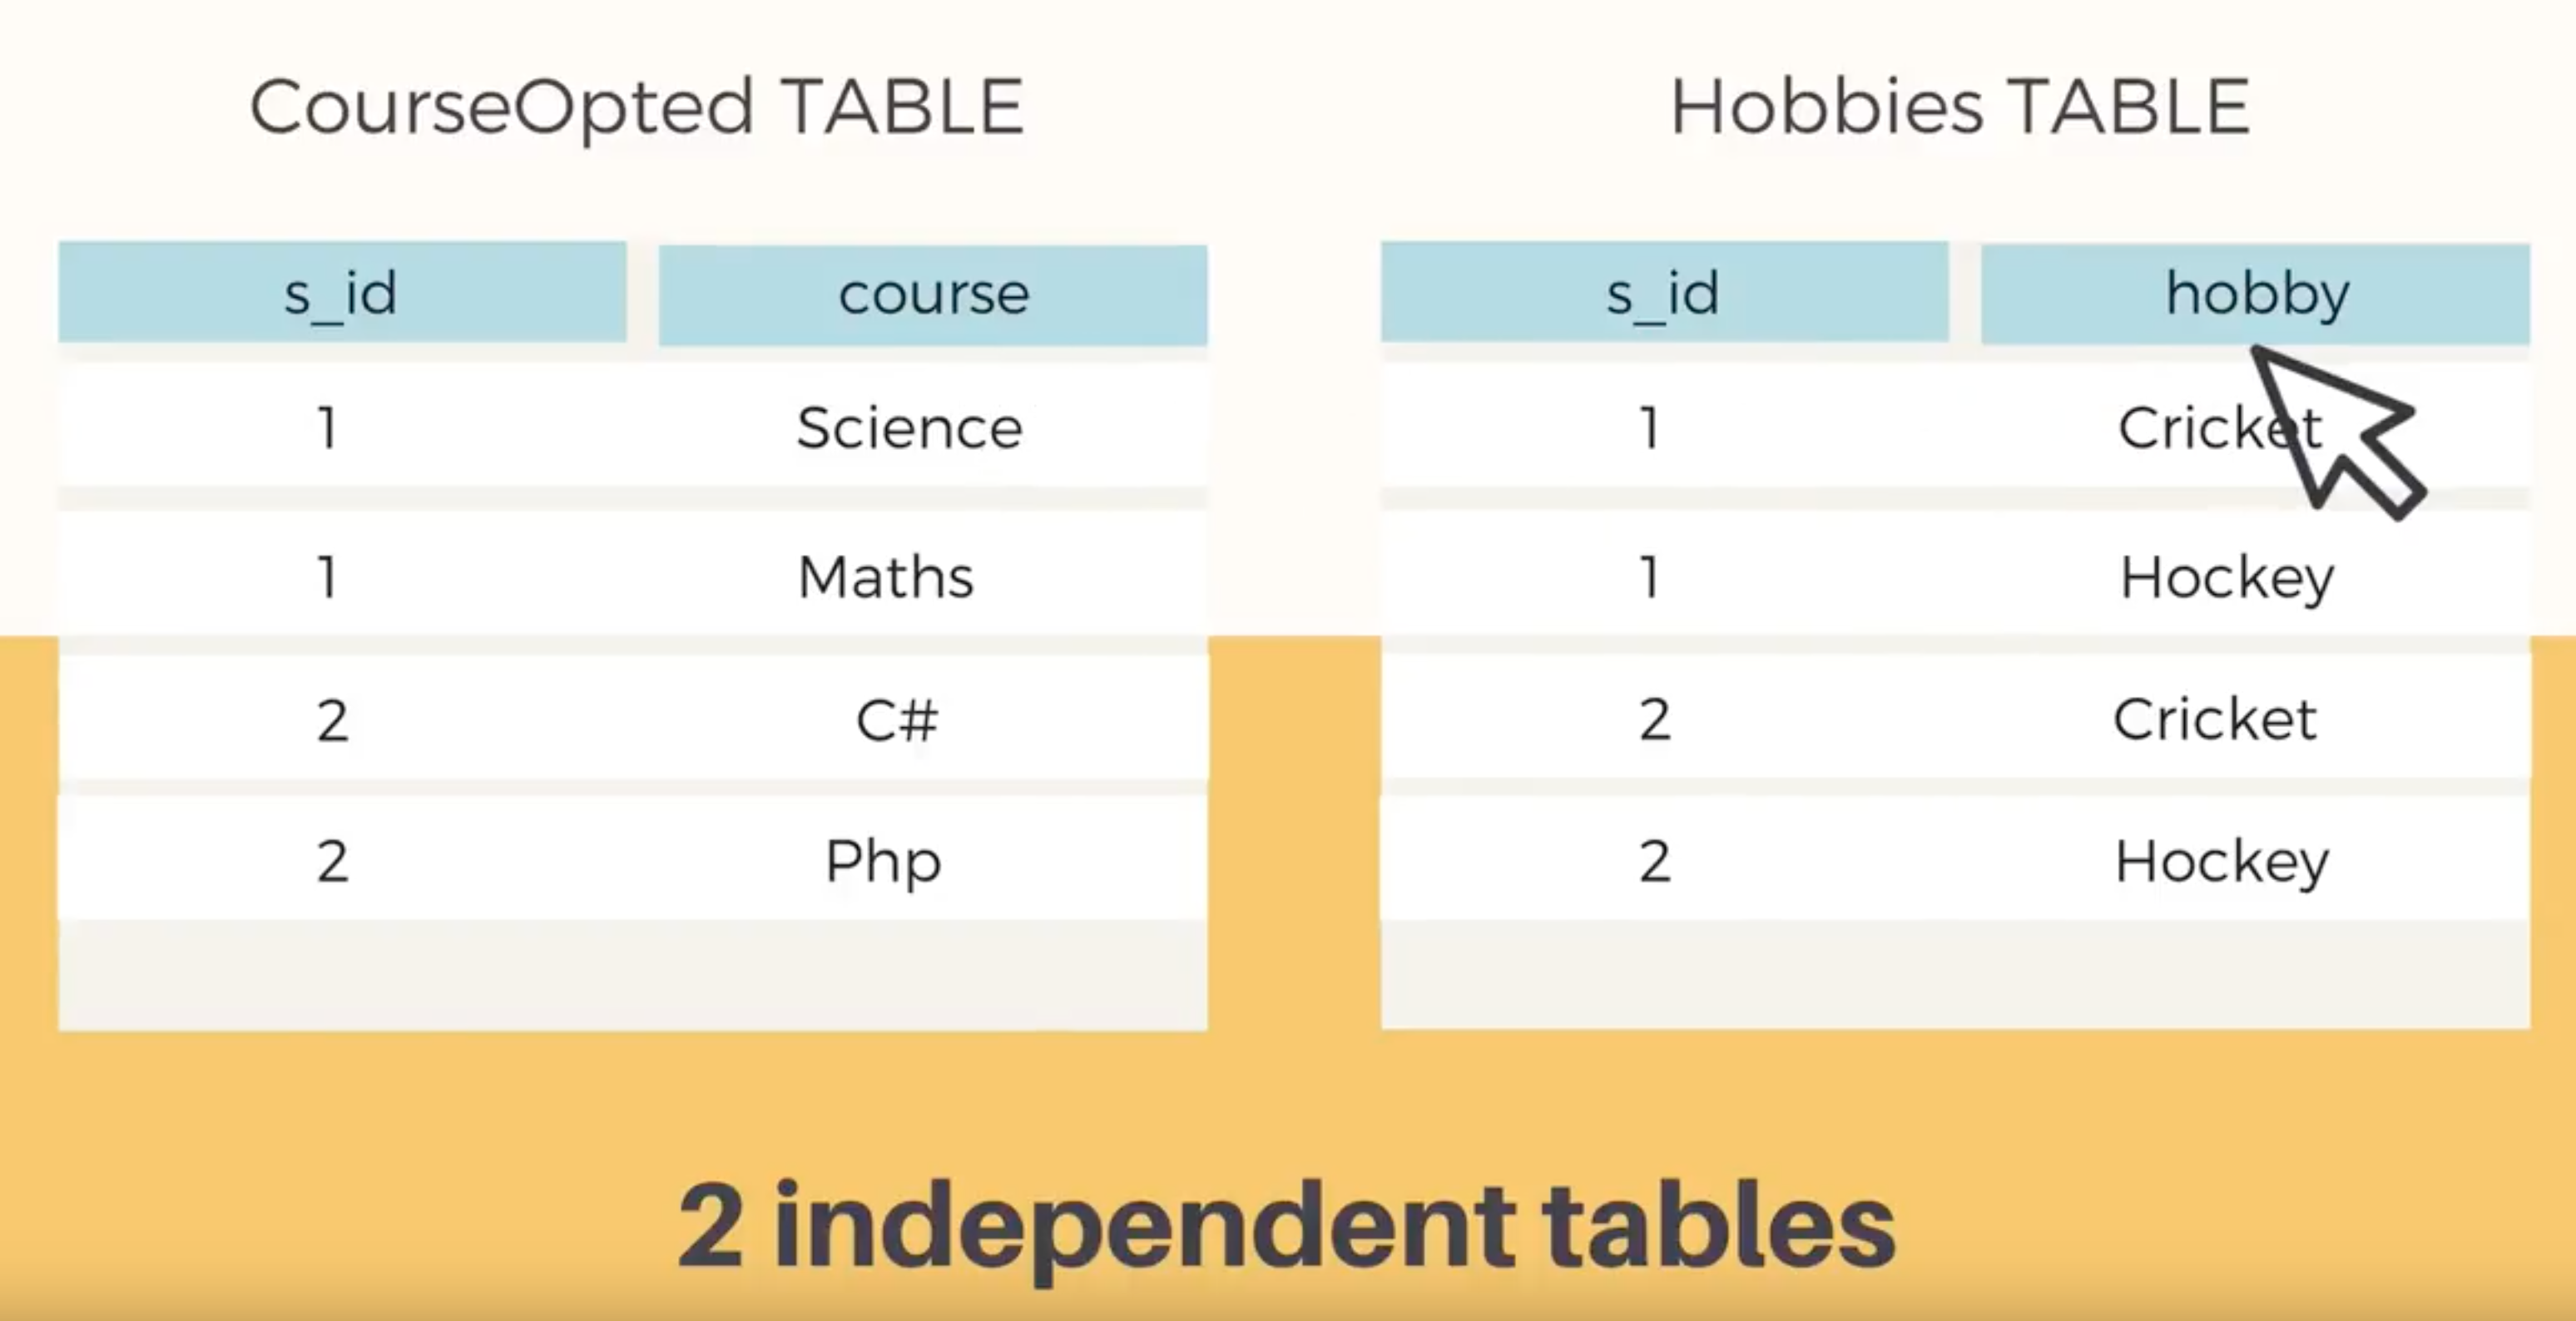 CourseOpted TABLE
s_id course
1 Science
1 Maths
2 C#
2 Php
Hobbies TABLE
s_id hobby
1 Cricket
1 Hockey
2 Cricket
2 Hockey
2 independent tables